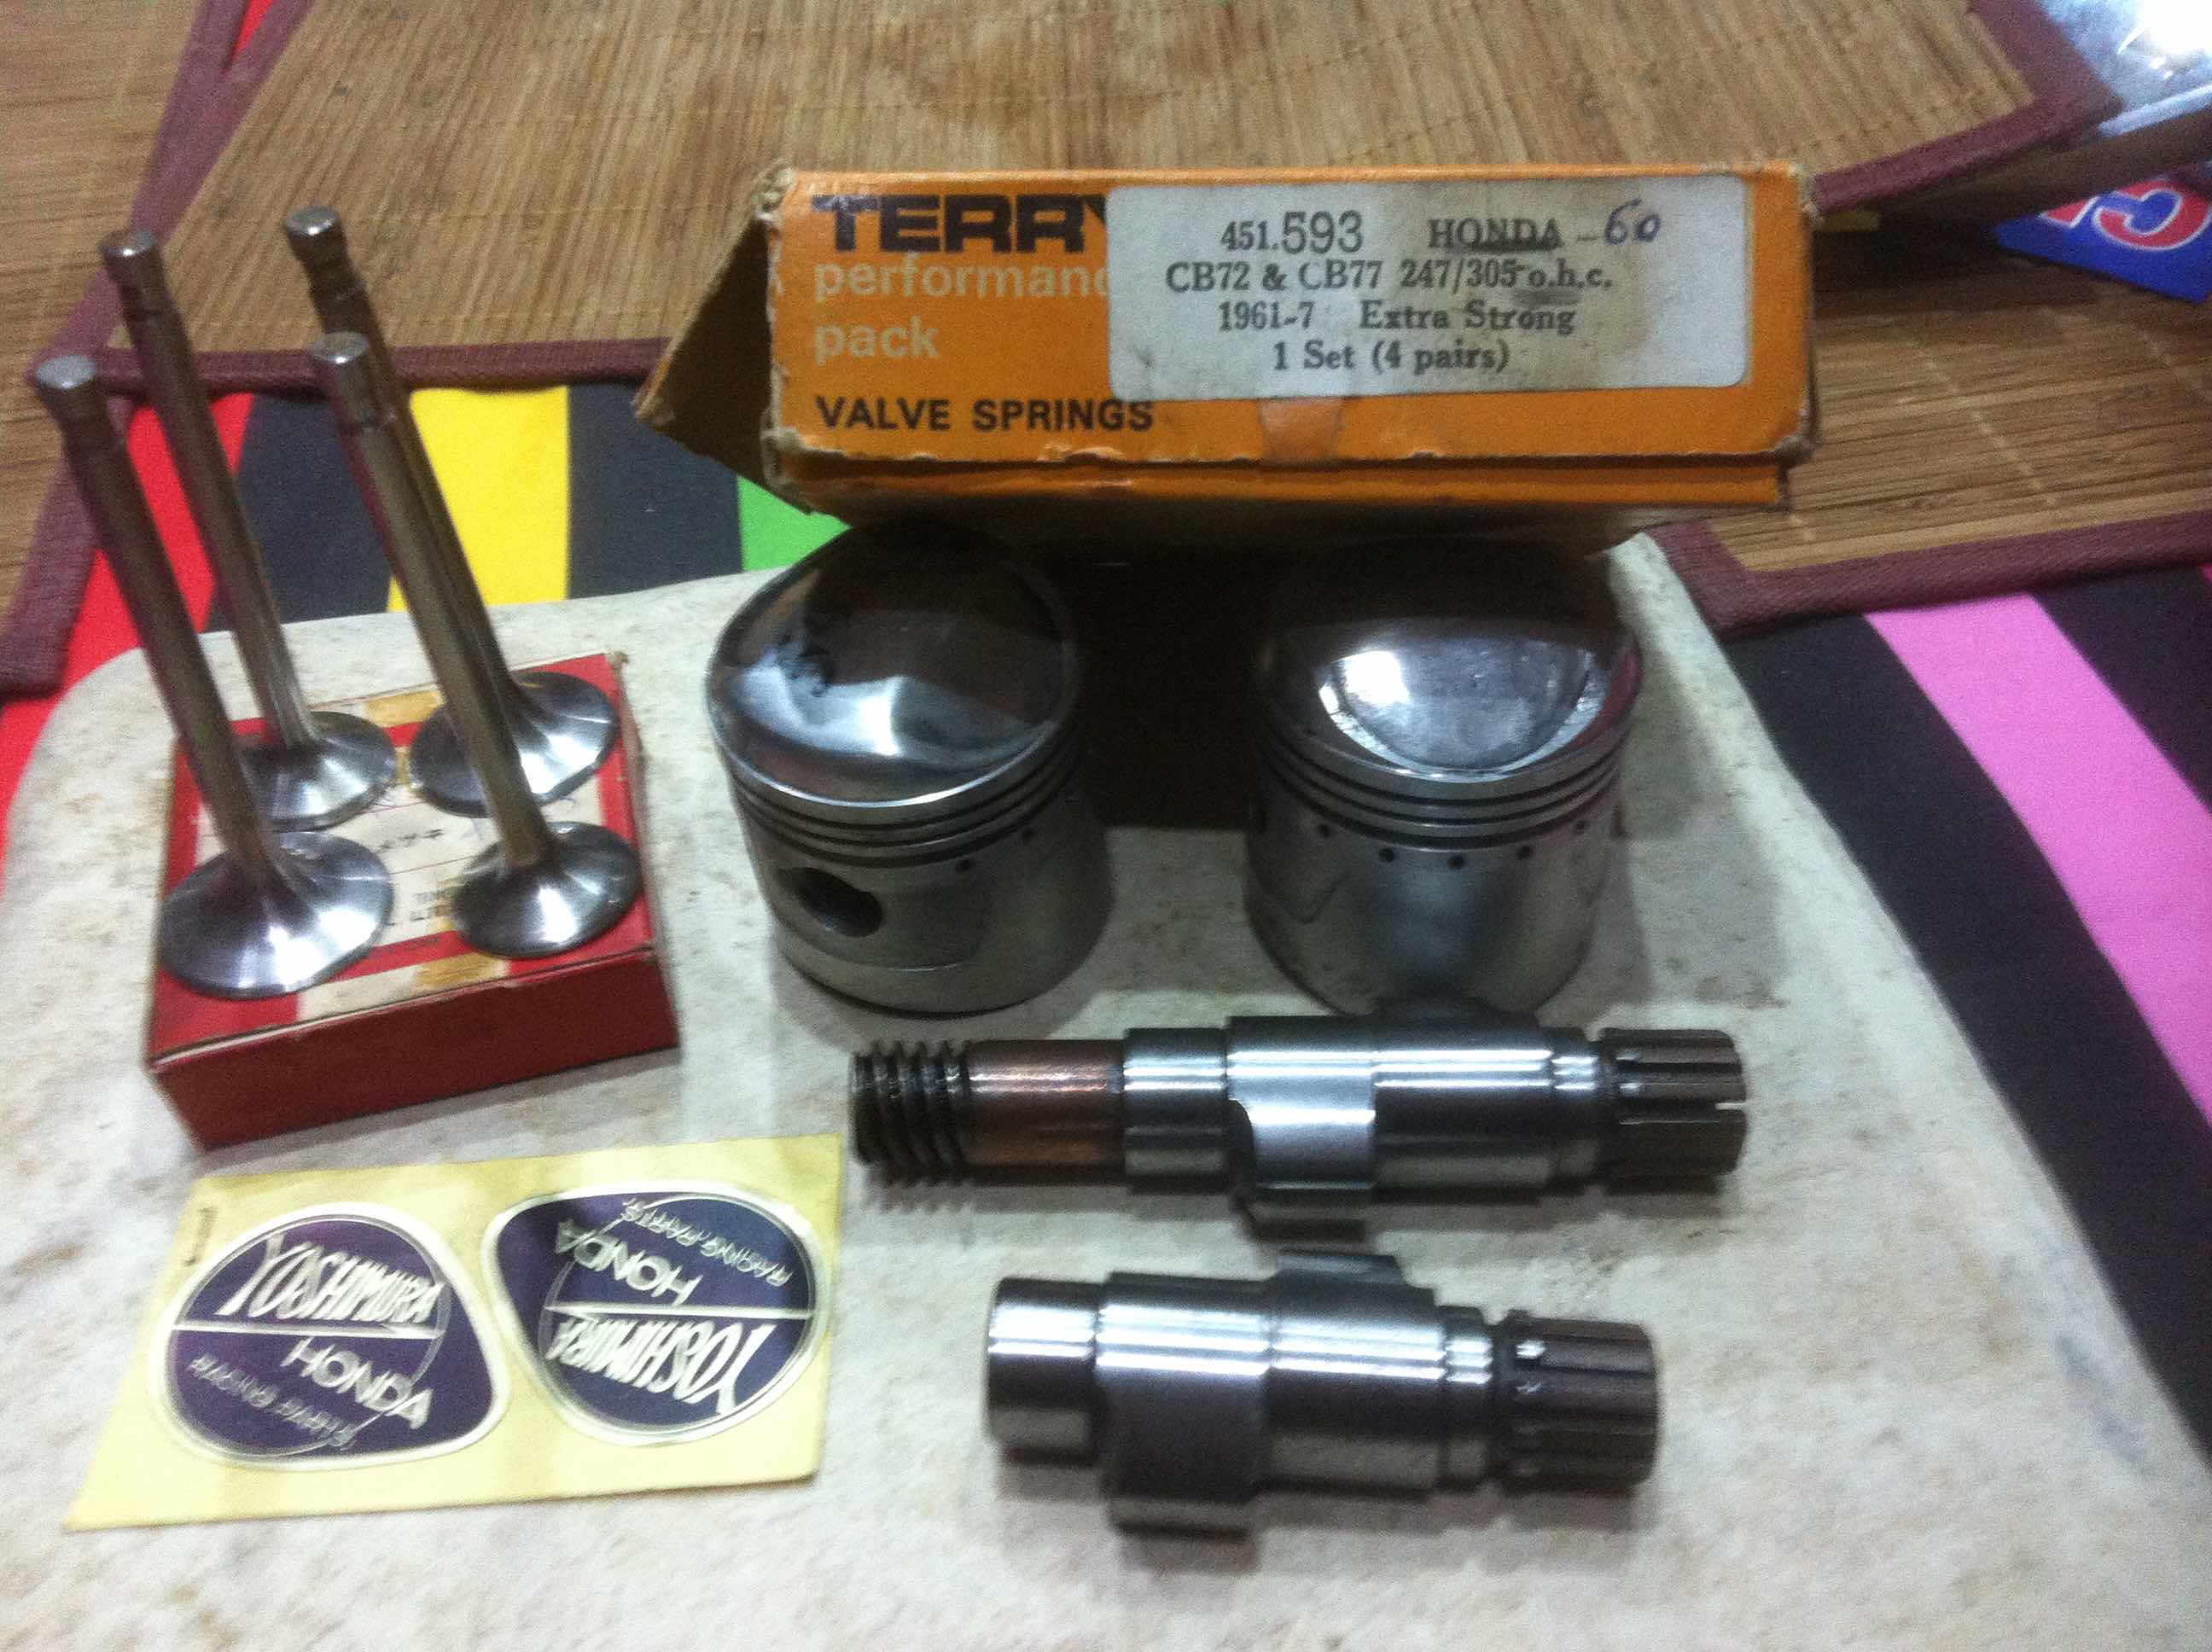 TERRY
performanc
pack
VALVE SPRINGS
451.593 HONDA - 60
CB72 & CB77 247/305 o.h.c.
1961-7 Extra Strong
1 Set (4 pairs)
YOSHIMURA
HONDA
RACING PARTS
YOSHIMURA
HONDA
RACING PARTS